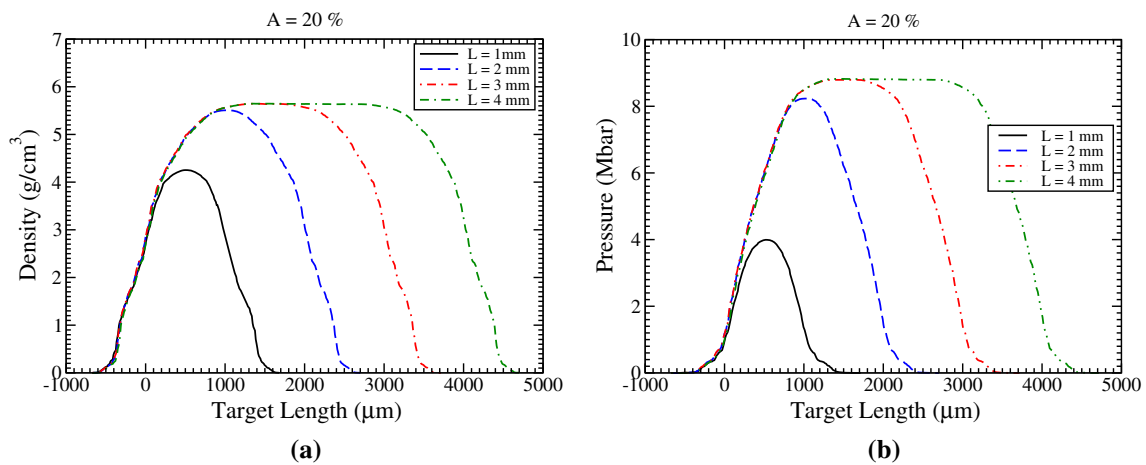 A = 20 %
7
6
5
4
3
2
1
0
Density (g/cm³)
L = 1mm
L = 2 mm
L = 3 mm
L = 4 mm
-1000 0 1000 2000 3000 4000 5000
Target Length (μm)
(a)
A = 20 %
10
8
6
4
2
0
Pressure (Mbar)
L = 1 mm
L = 2 mm
L = 3 mm
L = 4 mm
-1000 0 1000 2000 3000 4000 5000
Target Length (μm)
(b)